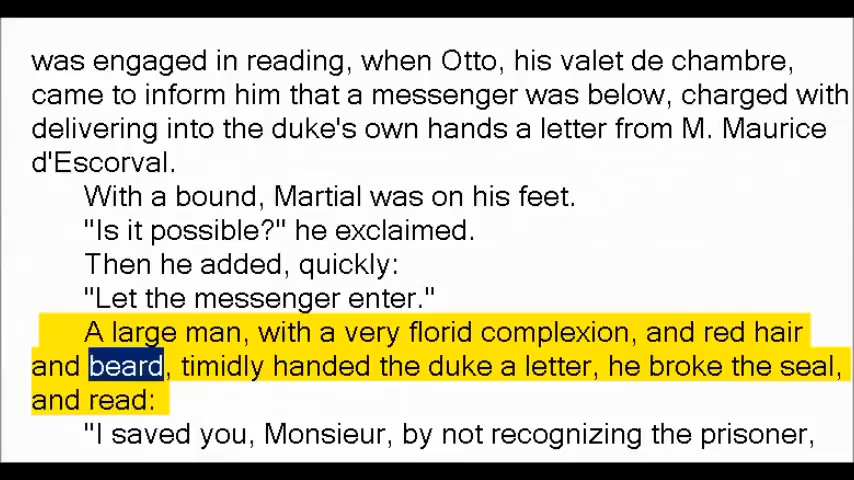 was engaged in reading, when Otto, his valet de chambre,
came to inform him that a messenger was below, charged with
delivering into the duke's own hands a letter from M. Maurice
d'Escorval.
With a bound, Martial was on his feet.
"Is it possible?" he exclaimed.
Then he added, quickly:
"Let the messenger enter."
A large man, with a very florid complexion, and red hair
and beard, timidly handed the duke a letter, he broke the seal,
and read:
"I saved you, Monsieur, by not recognizing the prisoner,